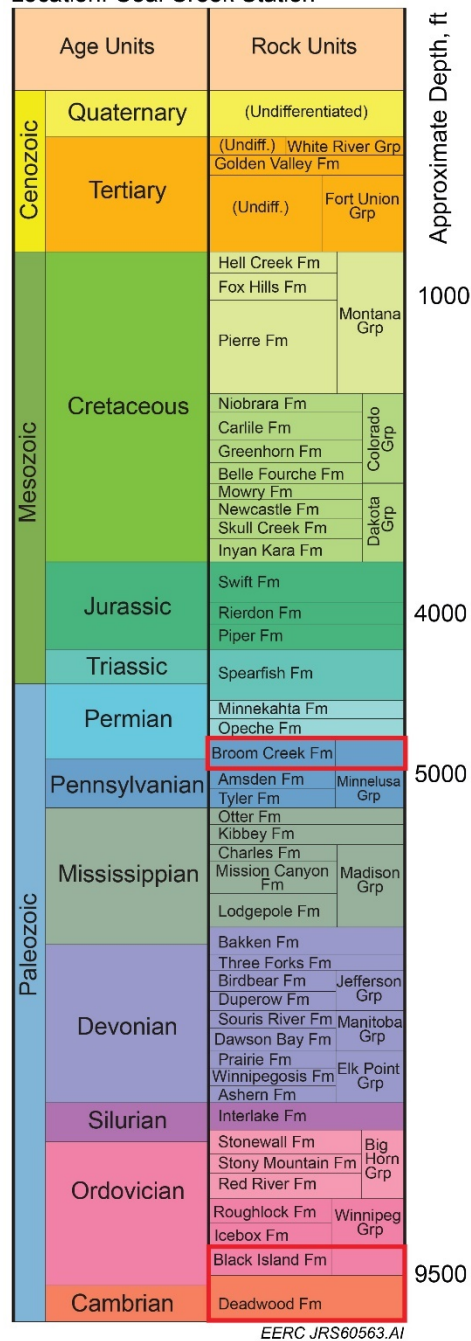 Location: Coal Creek Station
Age Units
Rock Units
Approximate Depth, ft
Cenozoic
Quaternary
(Undifferentiated)
Tertiary
(Undiff.)
White River Grp
Golden Valley Fm
(Undiff.)
Fort Union
Grp
Mesozoic
Cretaceous
Hell Creek Fm
Fox Hills Fm
1000
Pierre Fm
Montana
Grp
Niobrara Fm
Carlile Fm
Greenhorn Fm
Belle Fourche Fm
Colorado
Grp
Mowry Fm
Newcastle Fm
Skull Creek Fm
Inyan Kara Fm
Dakota
Grp
Jurassic
Swift Fm
Rierdon Fm
4000
Piper Fm
Triassic
Spearfish Fm
Paleozoic
Permian
Minnekahta Fm
Opeche Fm
Broom Creek Fm
5000
Pennsylvanian
Amsden Fm
Tyler Fm
Minnelusa
Grp
Mississippian
Otter Fm
Kibbey Fm
Charles Fm
Mission Canyon
Fm
Lodgepole Fm
Madison
Grp
Devonian
Bakken Fm
Three Forks Fm
Birdbear Fm
Duperow Fm
Jefferson
Grp
Souris River Fm
Dawson Bay Fm
Manitoba
Grp
Prairie Fm
Winnipegosis Fm
Ashern Fm
Elk Point
Grp
Silurian
Interlake Fm
Ordovician
Stonewall Fm
Stony Mountain Fm
Red River Fm
Big
Horn
Grp
Roughlock Fm
Icebox Fm
Winnipeg
Grp
Black Island Fm
9500
Cambrian
Deadwood Fm
EERC JRS60563.AI